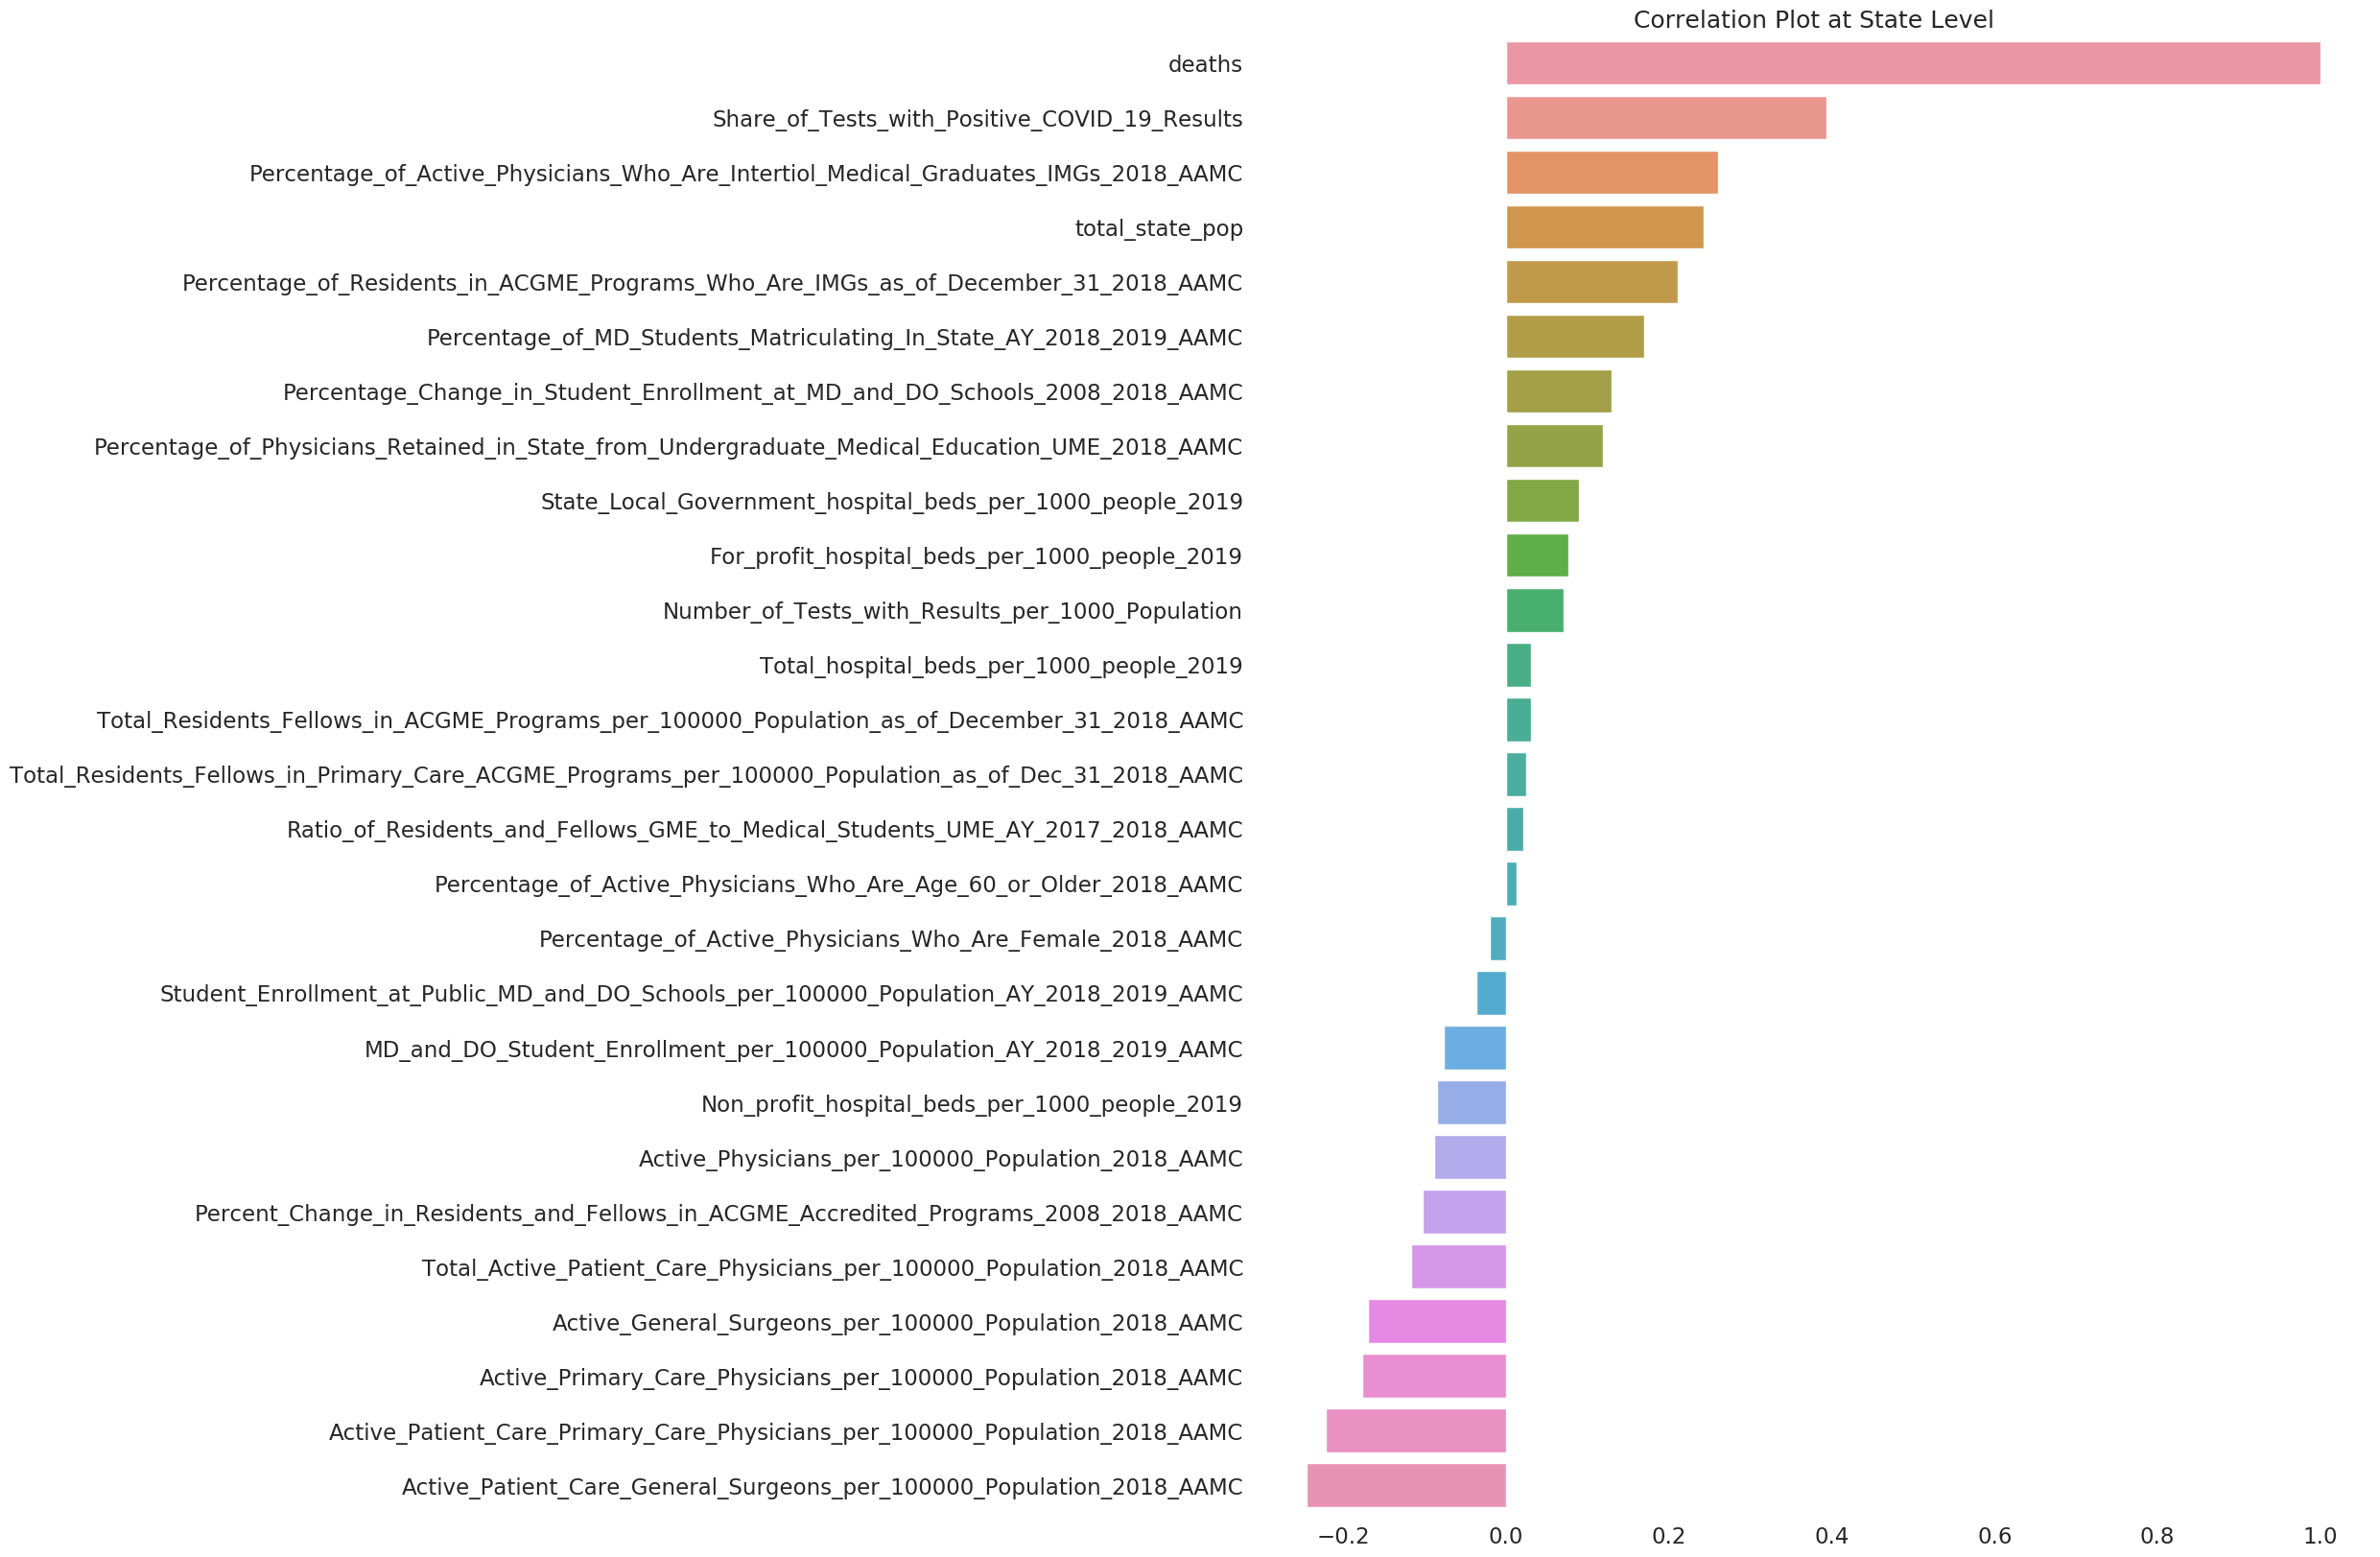 Correlation Plot at State Level
deaths
Share_of_Tests_with_Positive_COVID_19_Results
Percentage_of_Active_Physicians_Who_Are_Intertiol_Medical_Graduates_IMGs_2018_AAMC
total_state_pop
Percentage_of_Residents_in_ACGME_Programs_Who_Are_IMGs_as_of_December_31_2018_AAMC
Percentage_of_MD_Students_Matriculating_In_State_AY_2018_2019_AAMC
Percentage_Change_in_Student_Enrollment_at_MD_and_DO_Schools_2008_2018_AAMC
Percentage_of_Physicians_Retained_in_State_from_Undergraduate_Medical_Education_UME_2018_AAMC
State_Local_Government_hospital_beds_per_1000_people_2019
For_profit_hospital_beds_per_1000_people_2019
Number_of_Tests_with_Results_per_1000_Population
Total_hospital_beds_per_1000_people_2019
Total_Residents_Fellows_in_ACGME_Programs_per_100000_Population_as_of_December_31_2018_AAMC
Total_Residents_Fellows_in_Primary_Care_ACGME_Programs_per_100000_Population_as_of_Dec_31_2018_AAMC
Ratio_of_Residents_and_Fellows_GME_to_Medical_Students_UME_AY_2017_2018_AAMC
Percentage_of_Active_Physicians_Who_Are_Age_60_or_Older_2018_AAMC
Percentage_of_Active_Physicians_Who_Are_Female_2018_AAMC
Student_Enrollment_at_Public_MD_and_DO_Schools_per_100000_Population_AY_2018_2019_AAMC
MD_and_DO_Student_Enrollment_per_100000_Population_AY_2018_2019_AAMC
Non_profit_hospital_beds_per_1000_people_2019
Active_Physicians_per_100000_Population_2018_AAMC
Percent_Change_in_Residents_and_Fellows_in_ACGME_Accredited_Programs_2008_2018_AAMC
Total_Active_Patient_Care_Physicians_per_100000_Population_2018_AAMC
Active_General_Surgeons_per_100000_Population_2018_AAMC
Active_Primary_Care_Physicians_per_100000_Population_2018_AAMC
Active_Patient_Care_Primary_Care_Physicians_per_100000_Population_2018_AAMC
Active_Patient_Care_General_Surgeons_per_100000_Population_2018_AAMC
−0.2 0.0 0.2 0.4 0.6 0.8 1.0